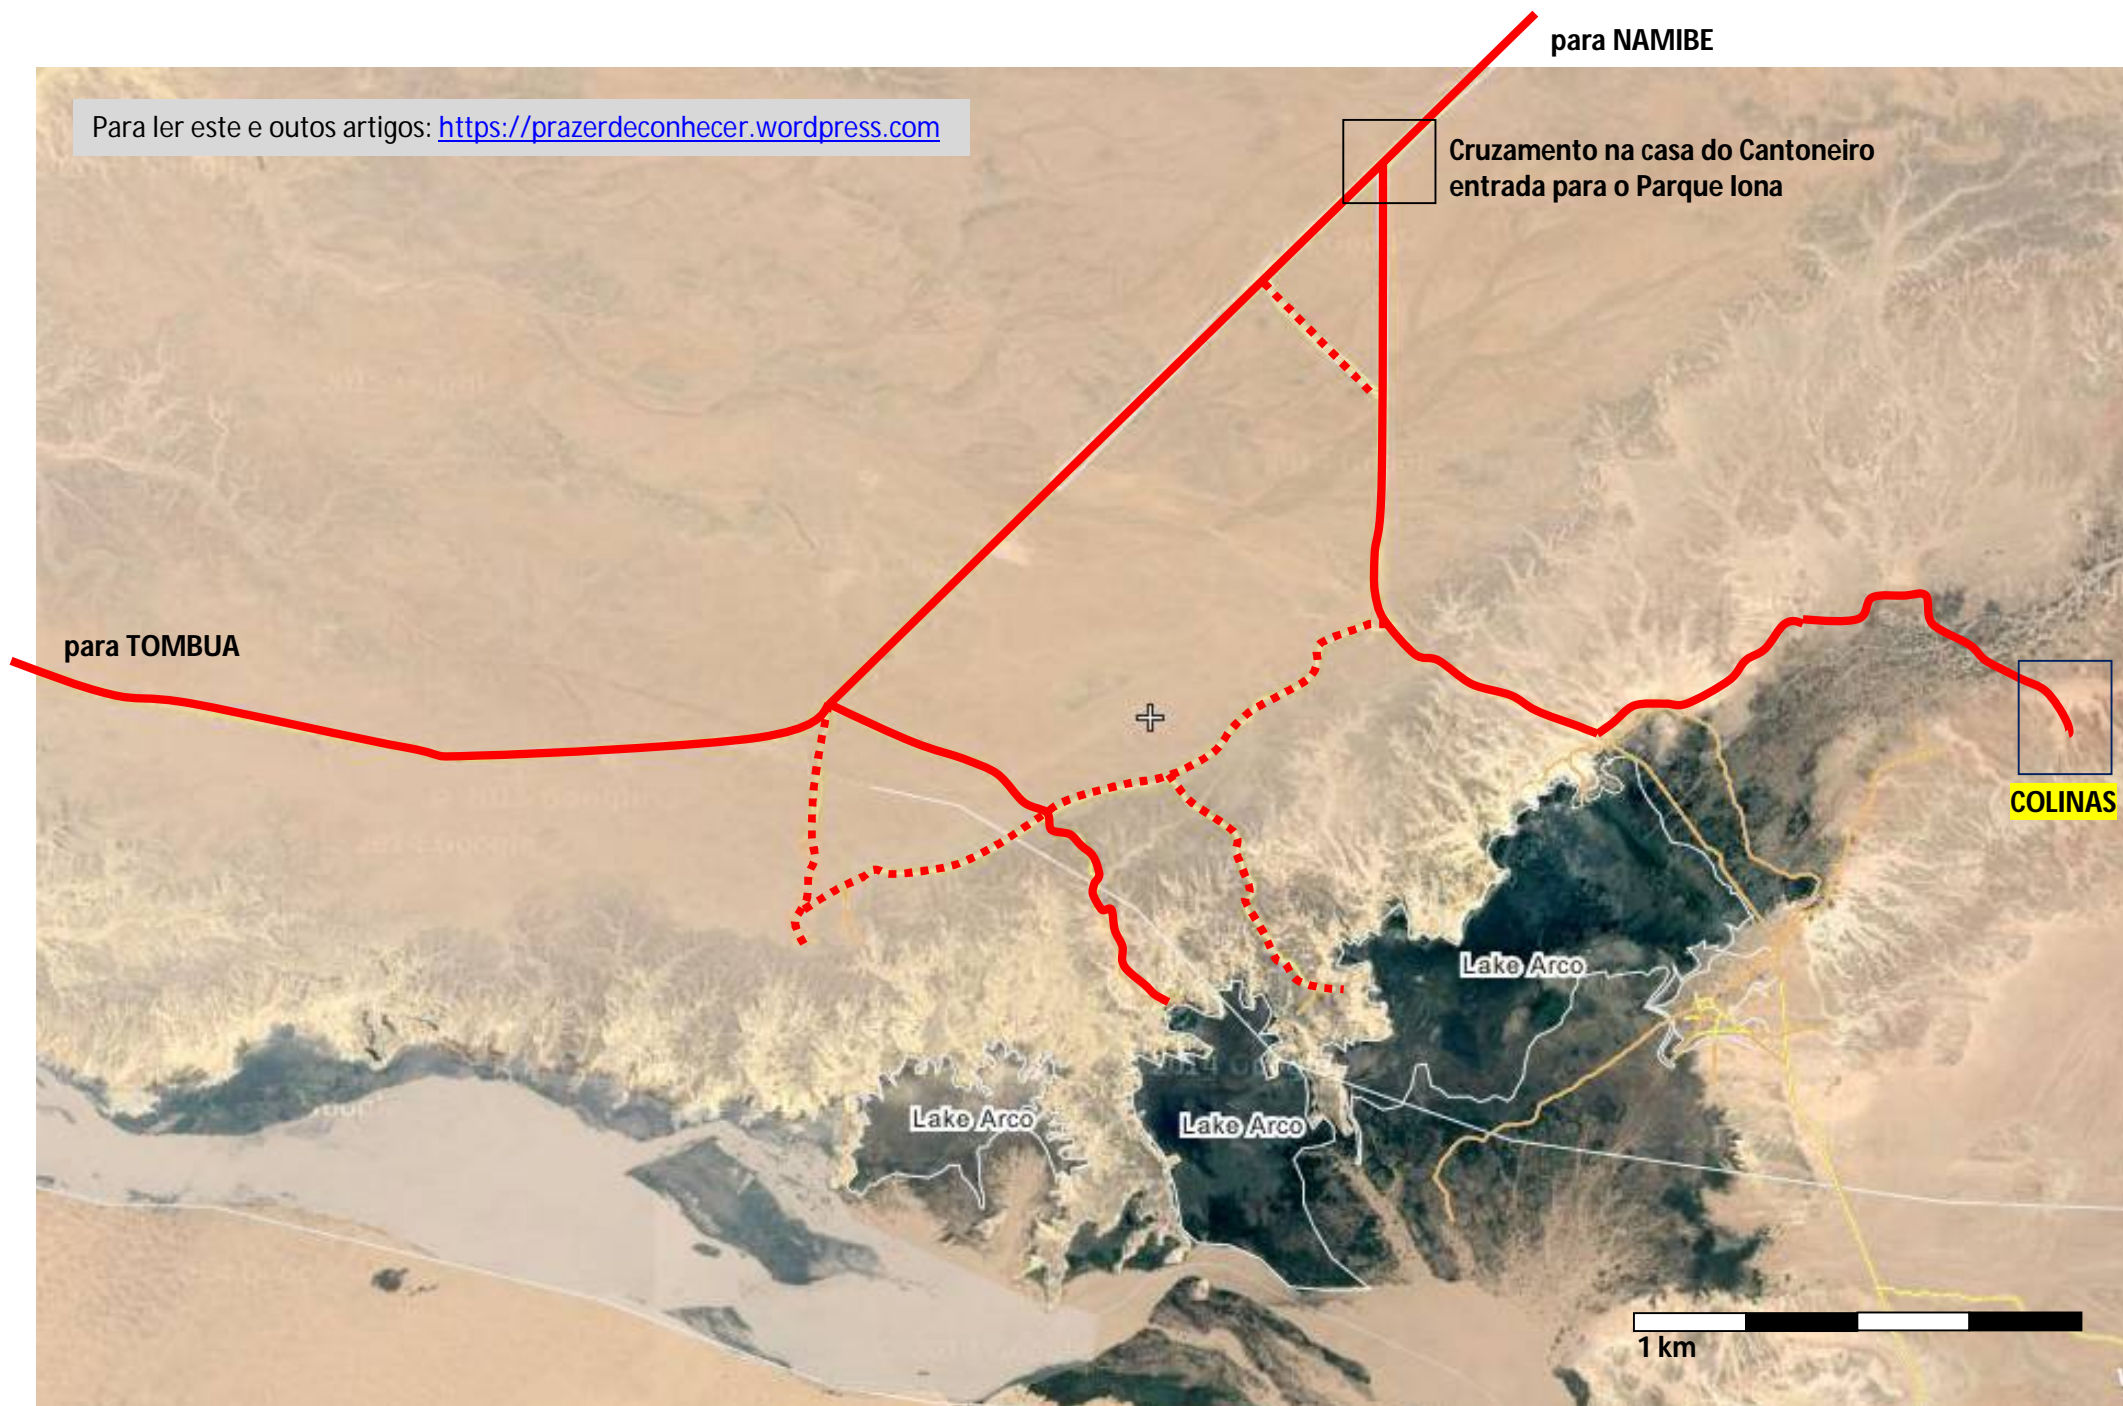 para NAMIBE
Para ler este e outos artigos: https://prazerdeconhecer.wordpress.com
Cruzamento na casa do Cantoneiro
entrada para o Parque Iona
para TOMBUA
COLINAS
Lake Arco
Lake Arco
Lake Arco
1 km